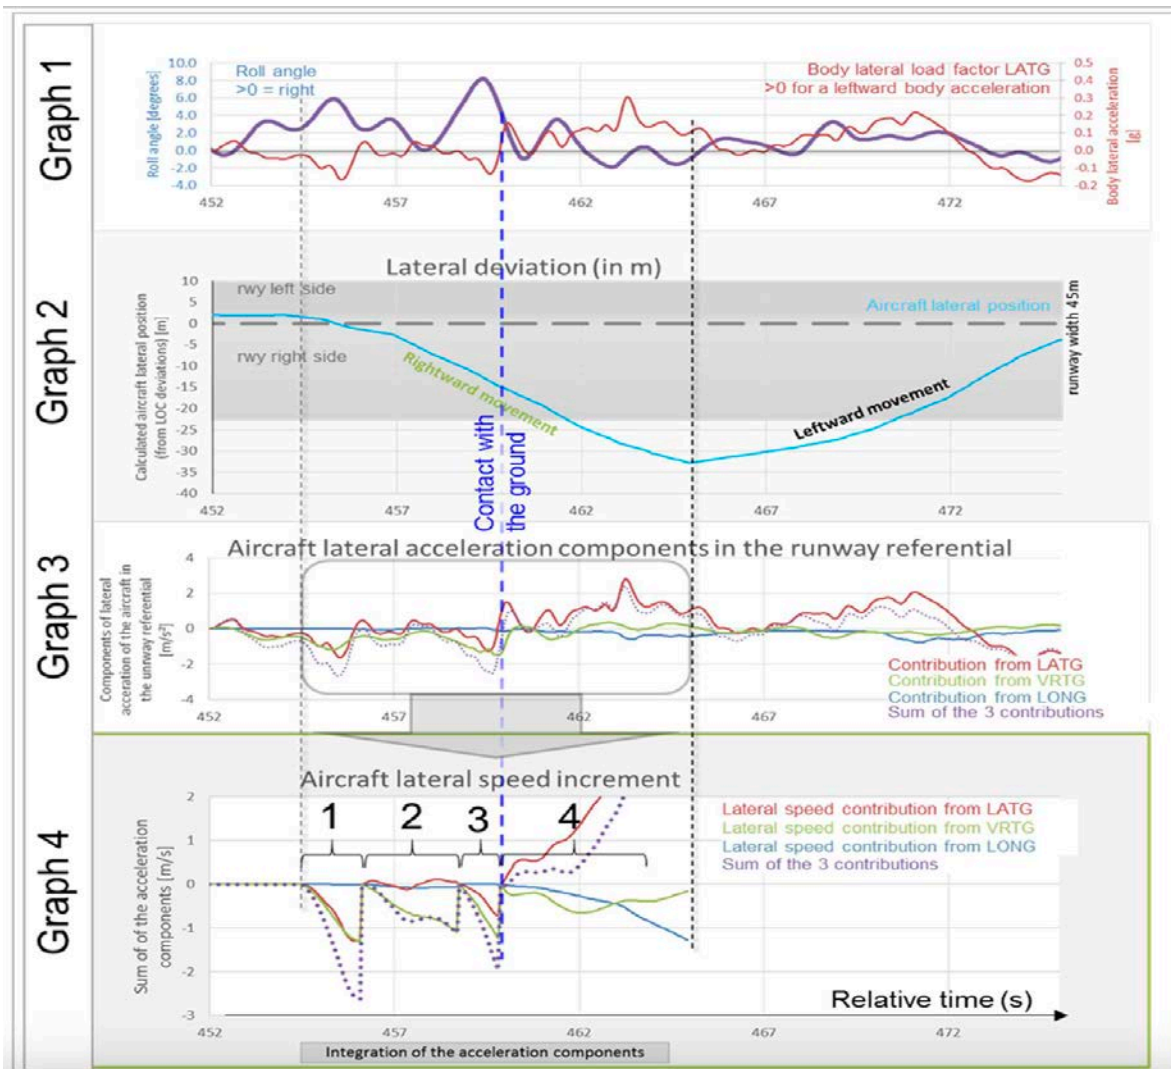 Graph 1
Roll angle [degrees]
10.0
8.0
6.0
4.0
2.0
0.0
-2.0
-4.0
Roll angle
>0 = right
Body lateral load factor LATG
>0 for a leftward body acceleration
0.5
0.4
0.3
0.2
0.1
0.0
-0.1
-0.2
Body lateral acceleration
[g]
452
457
462
467
472
Graph 2
Lateral deviation (in m)
Calculated aircraft lateral position
(from LOC deviations) [m]
10
5
0
-5
-10
-15
-20
-25
-30
-35
-40
rwy left side
rwy right side
Aircraft lateral position
runway width 45m
Rightward movement
Leftward movement
Contact with
the ground
452
457
462
467
472
Graph 3
Aircraft lateral acceleration components in the runway referential
Components of lateral
acceration of the aircraft in
the unrway referential
[m/s²]
4
2
0
-2
-4
Contribution from LATG
Contribution from VRTG
Contribution from LONG
Sum of the 3 contributions
452
457
462
467
Graph 4
Aircraft lateral speed increment
Sum of of the acceleration
components [m/s]
2
1
0
-1
-2
-3
1
2
3
4
Lateral speed contribution from LATG
Lateral speed contribution from VRTG
Lateral speed contribution from LONG
Sum of the 3 contributions
Relative time (s)
452
457
462
467
472
Integration of the acceleration components